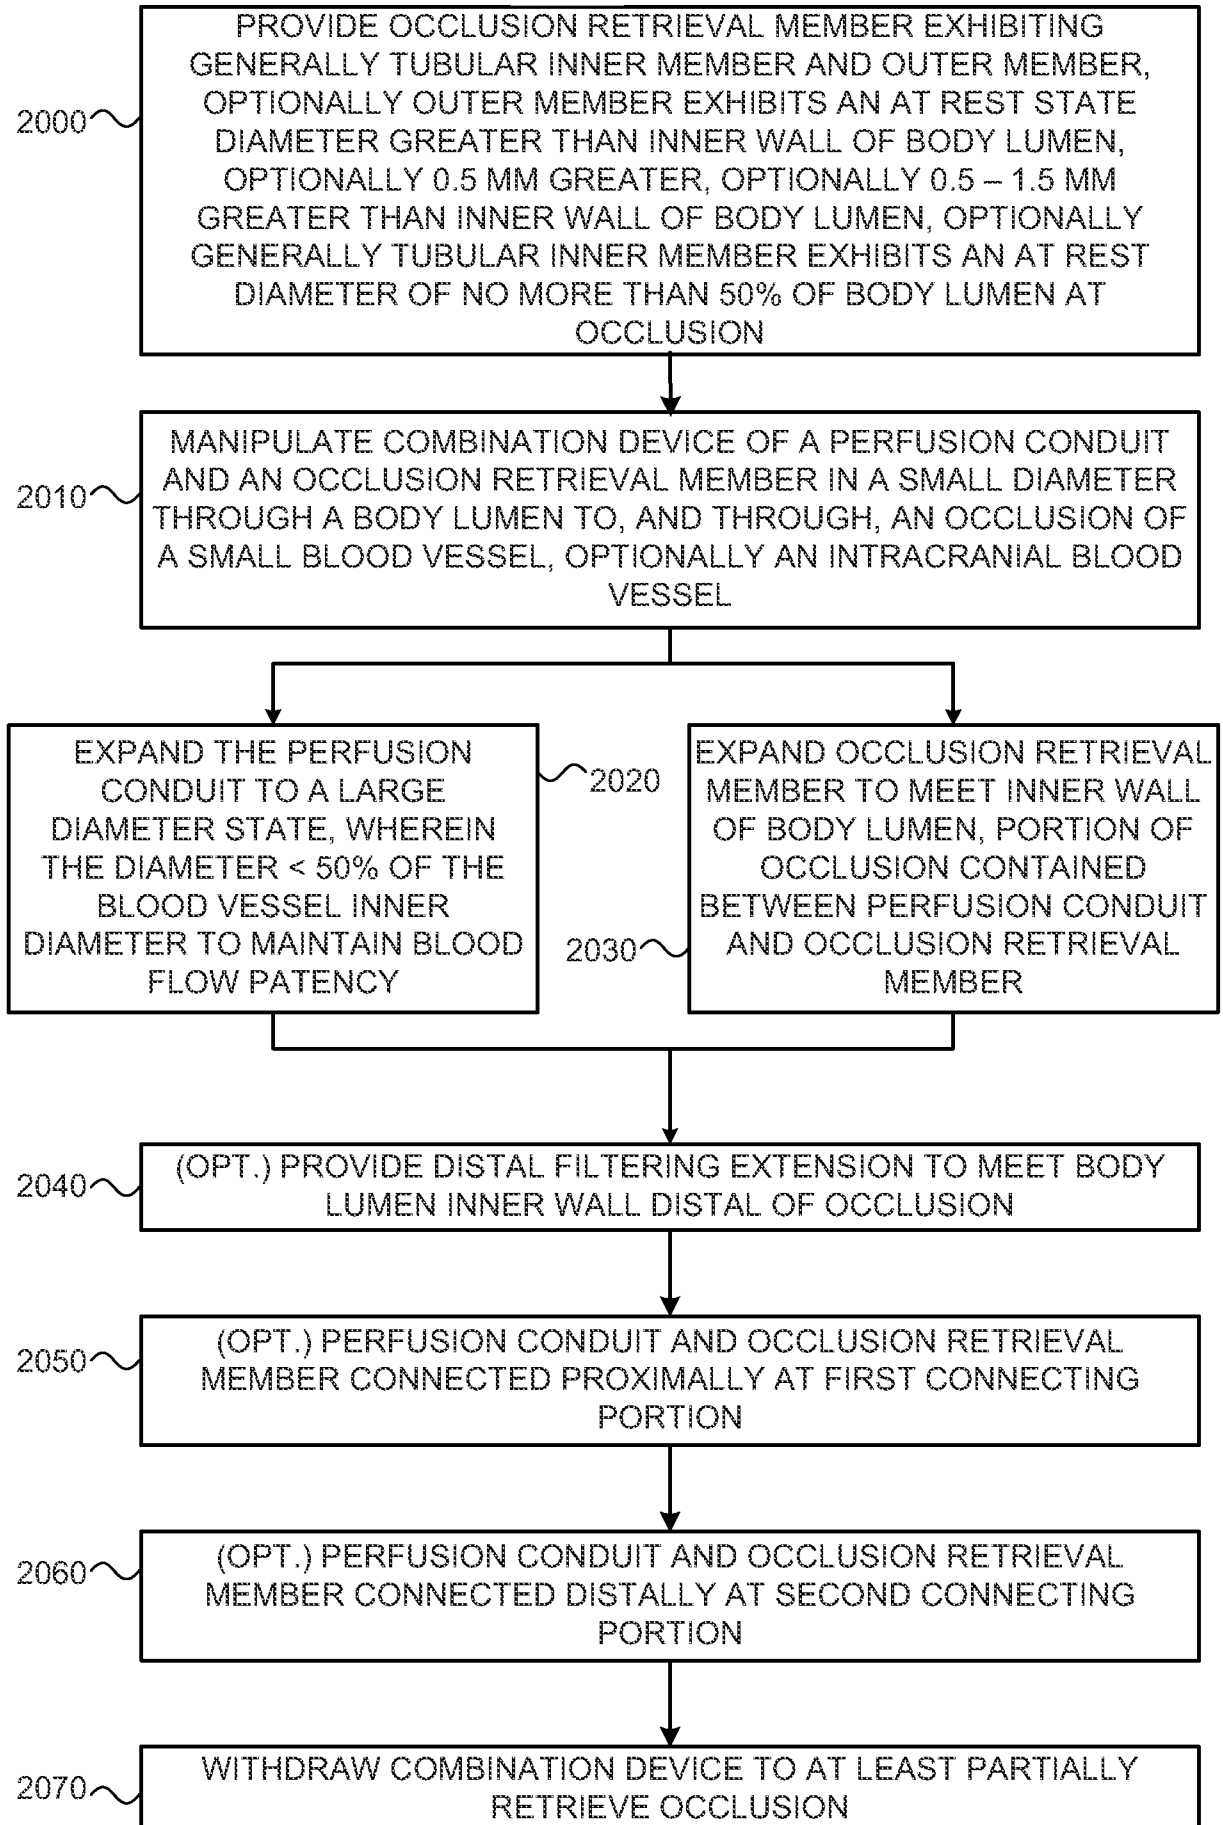 PROVIDE OCCLUSION RETRIEVAL MEMBER EXHIBITING
GENERALLY TUBULAR INNER MEMBER AND OUTER MEMBER,
OPTIONALLY OUTER MEMBER EXHIBITS AN AT REST STATE
DIAMETER GREATER THAN INNER WALL OF BODY LUMEN,
OPTIONALLY 0.5 MM GREATER, OPTIONALLY 0.5 – 1.5 MM
GREATER THAN INNER WALL OF BODY LUMEN, OPTIONALLY
GENERALLY TUBULAR INNER MEMBER EXHIBITS AN AT REST
DIAMETER OF NO MORE THAN 50% OF BODY LUMEN AT
OCCLUSION
2000
MANIPULATE COMBINATION DEVICE OF A PERFUSION CONDUIT
AND AN OCCLUSION RETRIEVAL MEMBER IN A SMALL DIAMETER
THROUGH A BODY LUMEN TO, AND THROUGH, AN OCCLUSION OF
A SMALL BLOOD VESSEL, OPTIONALLY AN INTRACRANIAL BLOOD
VESSEL
2010
EXPAND THE PERFUSION
CONDUIT TO A LARGE
DIAMETER STATE, WHEREIN
THE DIAMETER < 50% OF THE
BLOOD VESSEL INNER
DIAMETER TO MAINTAIN BLOOD
FLOW PATENCY
2020
EXPAND OCCLUSION RETRIEVAL
MEMBER TO MEET INNER WALL
OF BODY LUMEN, PORTION OF
OCCLUSION CONTAINED
BETWEEN PERFUSION CONDUIT
AND OCCLUSION RETRIEVAL
MEMBER
2030
(OPT.) PROVIDE DISTAL FILTERING EXTENSION TO MEET BODY
LUMEN INNER WALL DISTAL OF OCCLUSION
2040
(OPT.) PERFUSION CONDUIT AND OCCLUSION RETRIEVAL
MEMBER CONNECTED PROXIMALLY AT FIRST CONNECTING
PORTION
2050
(OPT.) PERFUSION CONDUIT AND OCCLUSION RETRIEVAL
MEMBER CONNECTED DISTALLY AT SECOND CONNECTING
PORTION
2060
WITHDRAW COMBINATION DEVICE TO AT LEAST PARTIALLY
RETRIEVE OCCLUSION
2070